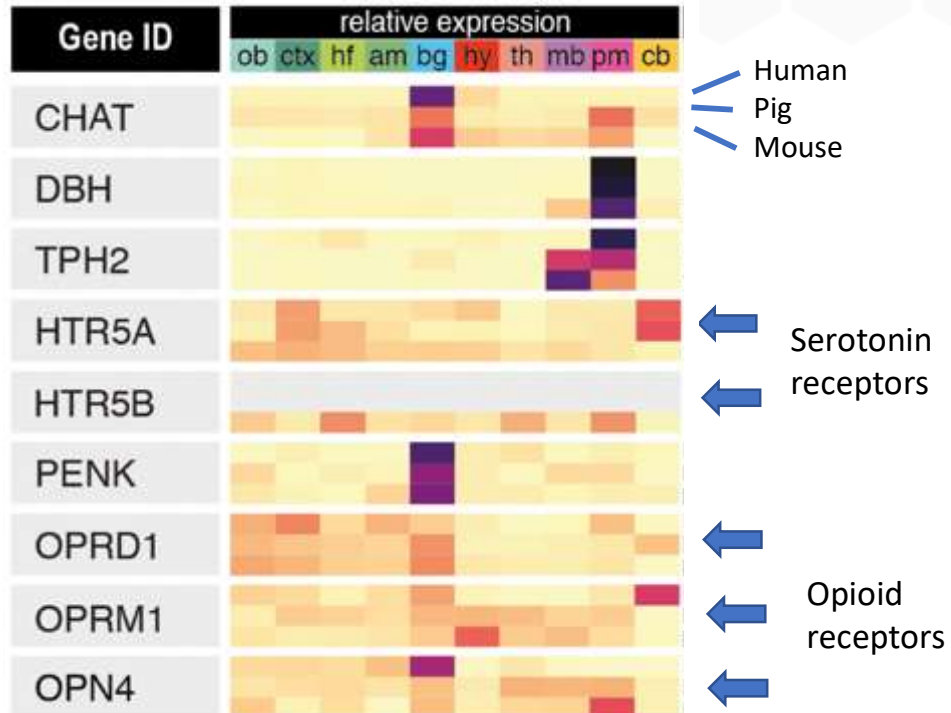 Gene ID
relative expression
ob ctx hf am bg hy th mb pm cb
Human
Pig
Mouse
CHAT
DBH
TPH2
HTR5A
Serotonin
receptors
HTR5B
PENK
OPRD1
Opioid
receptors
OPRM1
OPN4